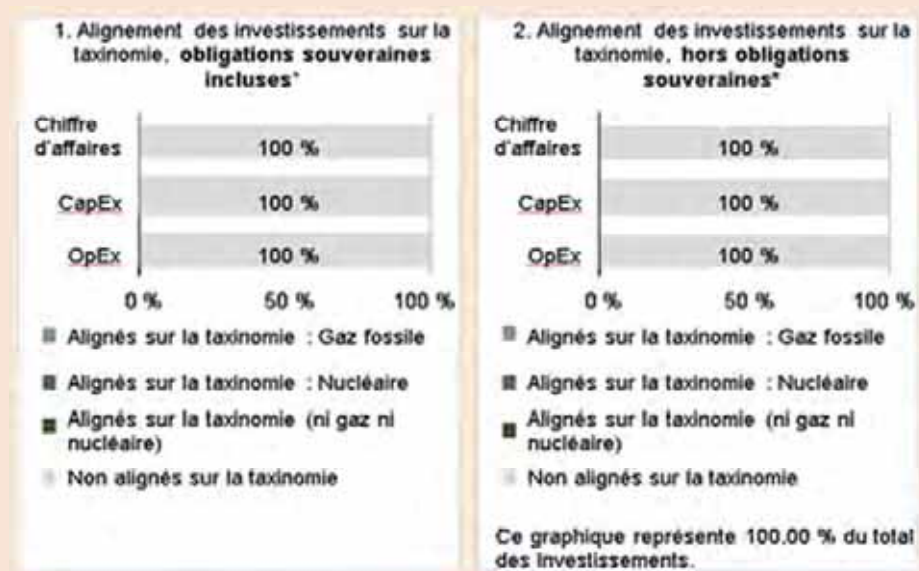 1. Alignement des investissements sur la
taxinomie, obligations souveraines
incluses*
Chiffre
d'affaires
100 %
CapEx
100 %
OpEx
100 %
0 %
50 %
100 %
Alignés sur la taxinomie : Gaz fossile
Alignés sur la taxinomie : Nucléaire
Alignés sur la taxinomie (ni gaz ni
nucléaire)
Non alignés sur la taxinomie
2. Alignement des investissements sur la
taxinomie, hors obligations
souveraines*
Chiffre
d'affaires
100 %
CapEx
100 %
OpEx
100 %
0 %
50 %
100 %
Alignés sur la taxinomie : Gaz fossile
Alignés sur la taxinomie : Nucléaire
Alignés sur la taxinomie (ni gaz ni
nucléaire)
Non alignés sur la taxinomie
Ce graphique représente 100.00 % du total
des Investissements.